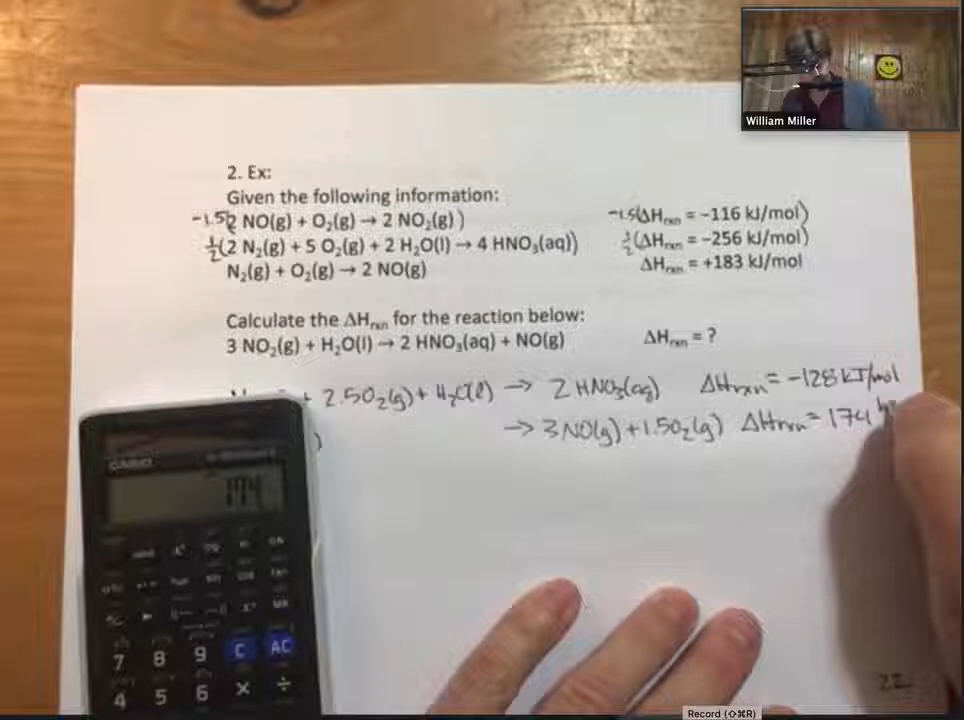 William Miller
2. Ex:
Given the following information:
-1.5(2 NO(g) + O₂(g) → 2 NO₂(g)) -1.5(ΔHrxn = -116 kJ/mol)
½(2 N₂(g) + 5 O₂(g) + 2 H₂O(l) → 4 HNO₃(aq)) ½(ΔHrxn = -256 kJ/mol)
N₂(g) + O₂(g) → 2 NO(g) ΔHrxn = +183 kJ/mol
Calculate the ΔHrxn for the reaction below:
3 NO₂(g) + H₂O(l) → 2 HNO₃(aq) + NO(g) ΔHrxn = ?
+ 2.5O₂(g) + H₂O(l) → 2 HNO₃(aq) ΔHrxn = -128 kJ/mol
) → 3 NO(g) + 1.5O₂(g) ΔHrxn = 174
CASIO
174
7 8 9 C AC
4 5 6 × ÷
22
Record (⇧⌘R)